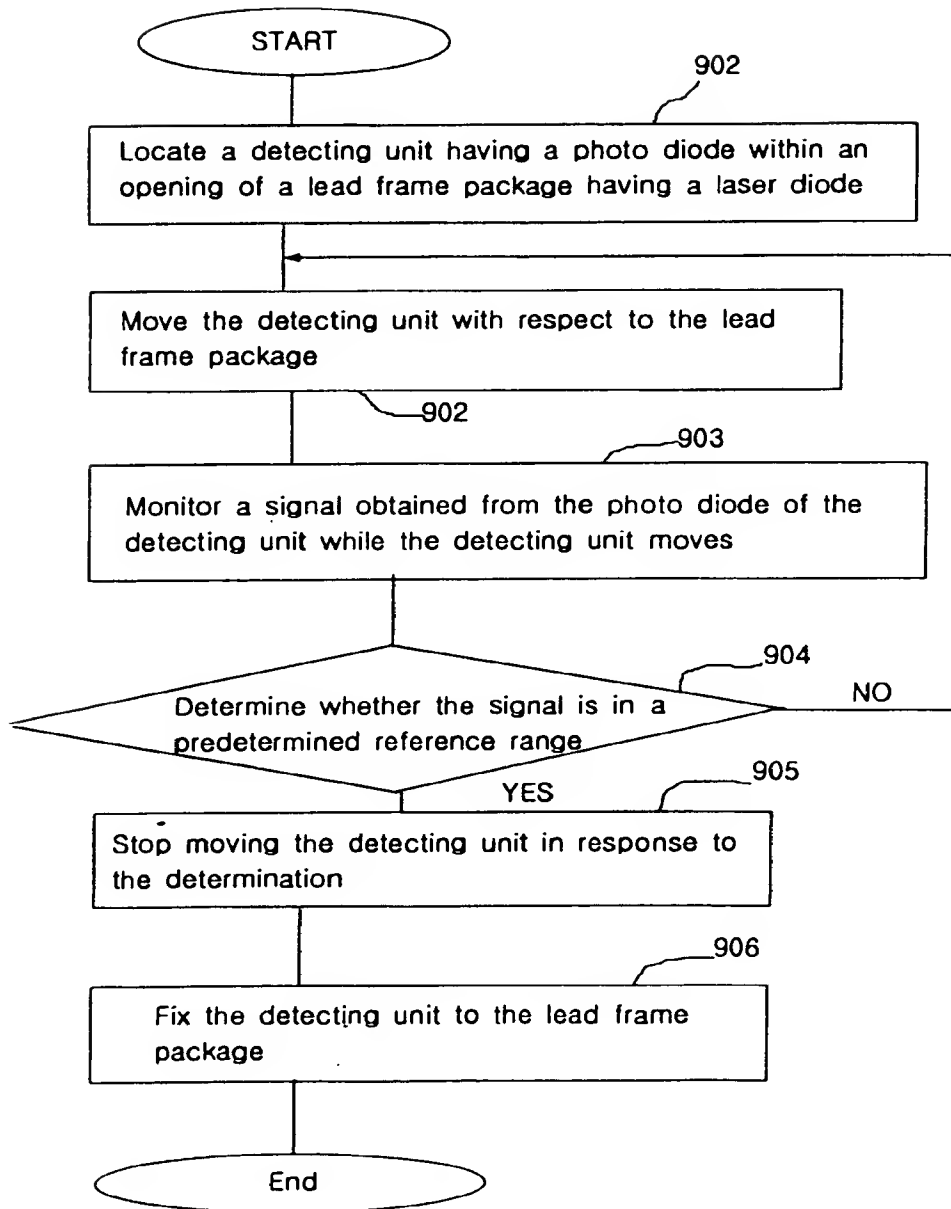 START
902
Locate a detecting unit having a photo diode within an
opening of a lead frame package having a laser diode
Move the detecting unit with respect to the lead
frame package
902
903
Monitor a signal obtained from the photo diode of the
detecting unit while the detecting unit moves
904
NO
Determine whether the signal is in a
predetermined reference range
YES
905
Stop moving the detecting unit in response to
the determination
906
Fix the detecting unit to the lead frame
package
End